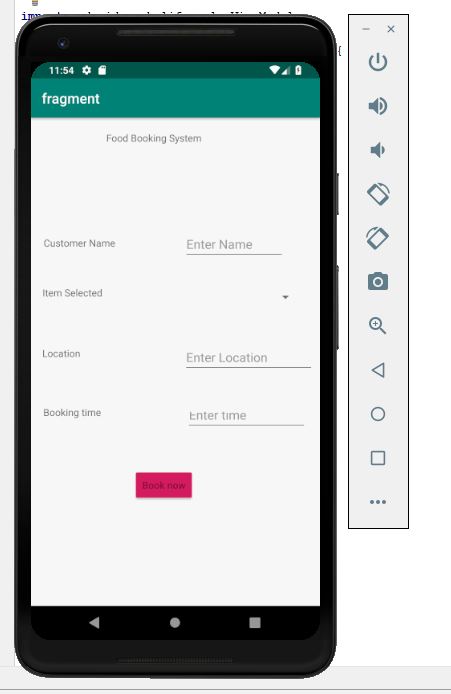 11:54
fragment
Food Booking System
Customer Name
Enter Name
Item Selected
Location
Enter Location
Booking time
Enter time
Book now